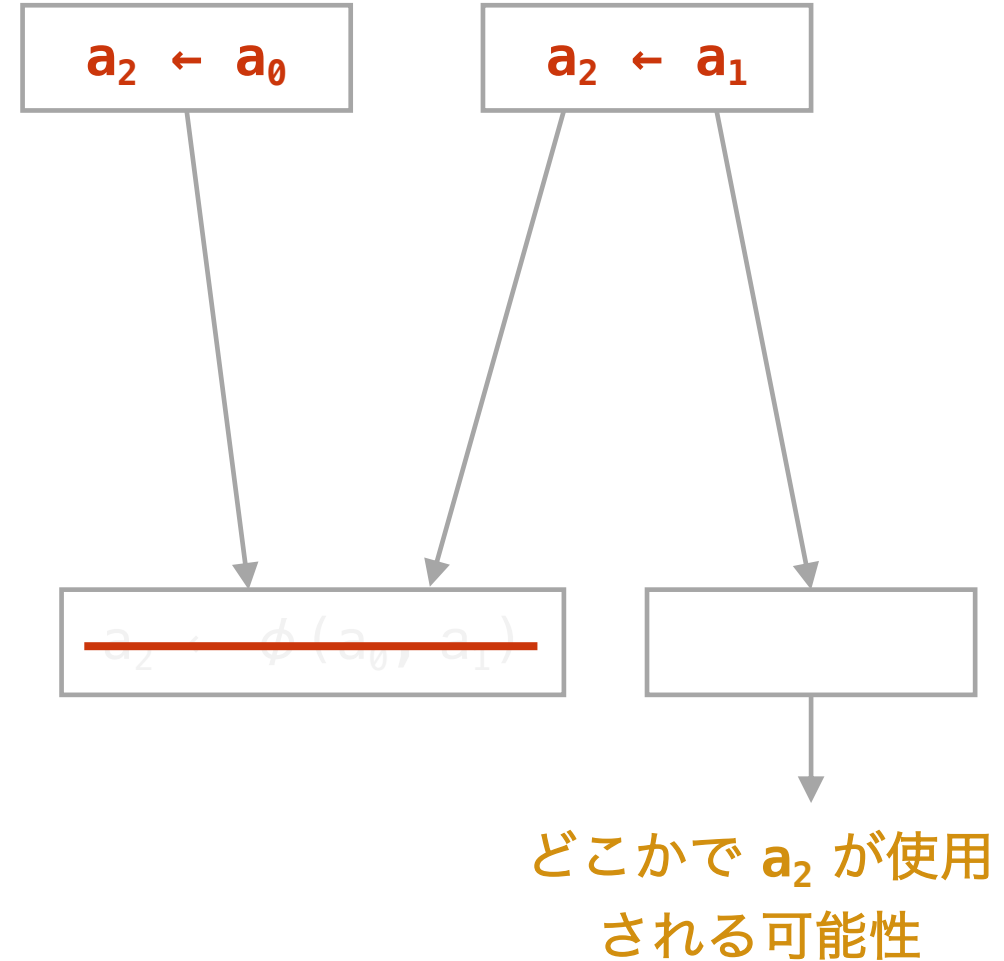 a₂ ← a₀
a₂ ← a₁
a₂ ← ϕ(a₀, a₁)
どこかで a₂ が使用
される可能性